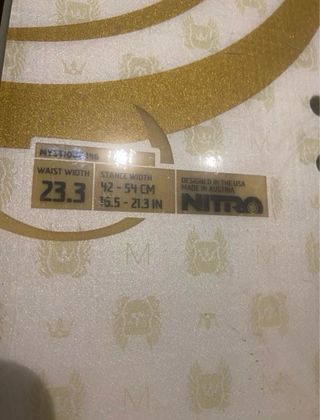 MYSTIQUE 146
WAIST WIDTH
23.3
STANCE WIDTH
42 - 54 CM
16.5 - 21.3 IN
DESIGNED IN THE USA
MADE IN AUSTRIA
NITRO
M
M
M